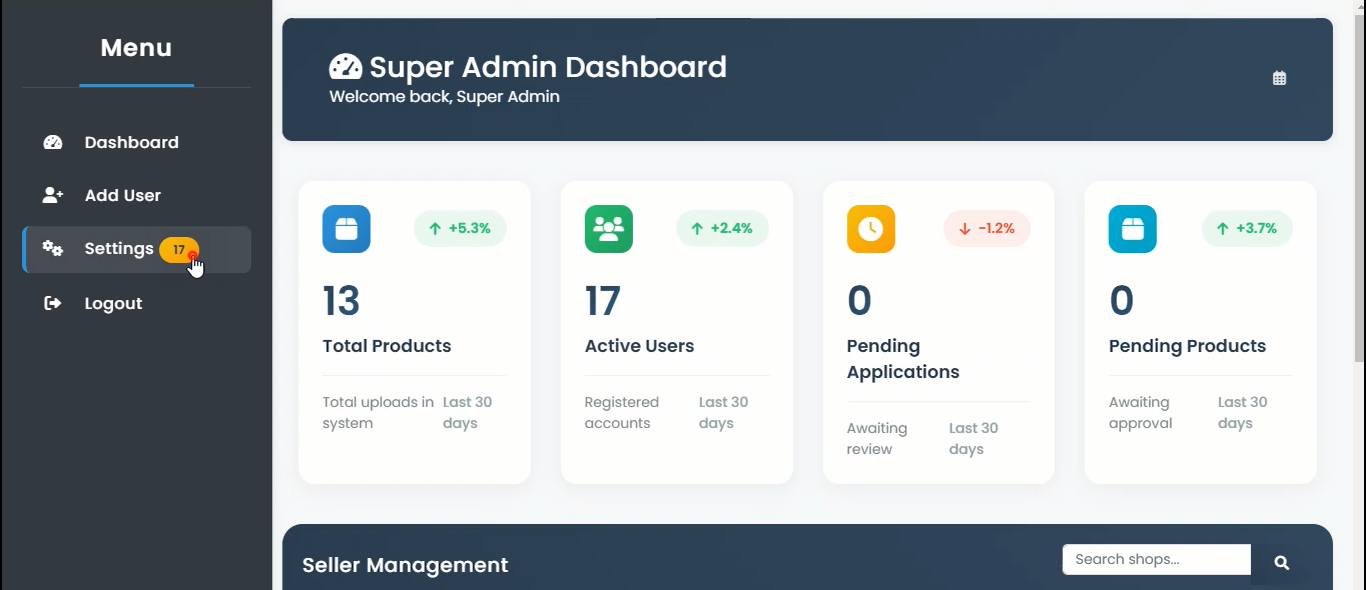 Menu
Dashboard
Add User
Settings 17
Logout
Super Admin Dashboard
Welcome back, Super Admin
+5.3%
13
Total Products
Total uploads in system
Last 30 days
+2.4%
17
Active Users
Registered accounts
Last 30 days
-1.2%
0
Pending
Applications
Awaiting review
Last 30 days
+3.7%
0
Pending Products
Awaiting approval
Last 30 days
Seller Management
Search shops...